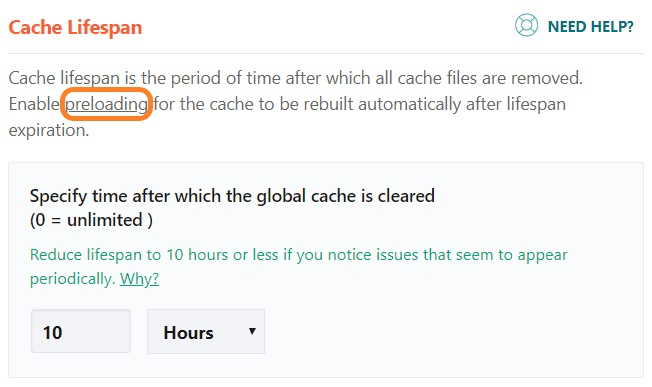 Cache Lifespan
NEED HELP?
Cache lifespan is the period of time after which all cache files are removed.
Enable preloading for the cache to be rebuilt automatically after lifespan
expiration.
Specify time after which the global cache is cleared
(0 = unlimited )
Reduce lifespan to 10 hours or less if you notice issues that seem to appear
periodically. Why?
10
Hours